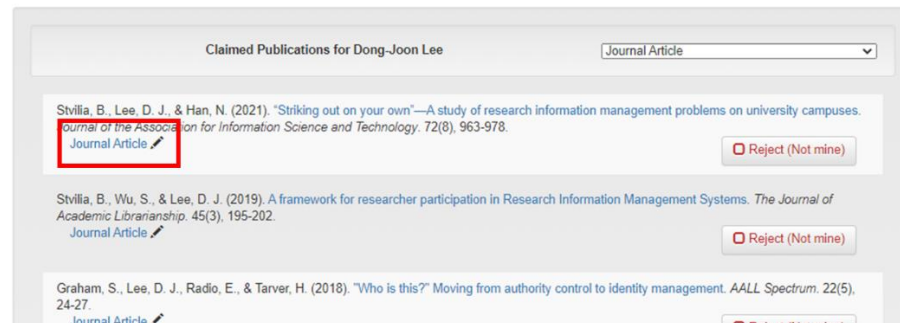 Claimed Publications for Dong-Joon Lee
Journal Article
Stvilia, B., Lee, D. J., & Han, N. (2021). “Striking out on your own”—A study of research information management problems on university campuses.
Journal of the Association for Information Science and Technology. 72(8), 963-978.
Journal Article
Reject (Not mine)
Stvilia, B., Wu, S., & Lee, D. J. (2019). A framework for researcher participation in Research Information Management Systems. The Journal of
Academic Librarianship. 45(3), 195-202.
Journal Article
Reject (Not mine)
Graham, S., Lee, D. J., Radio, E., & Tarver, H. (2018). "Who is this?" Moving from authority control to identity management. AALL Spectrum. 22(5),
24-27.
Journal Article